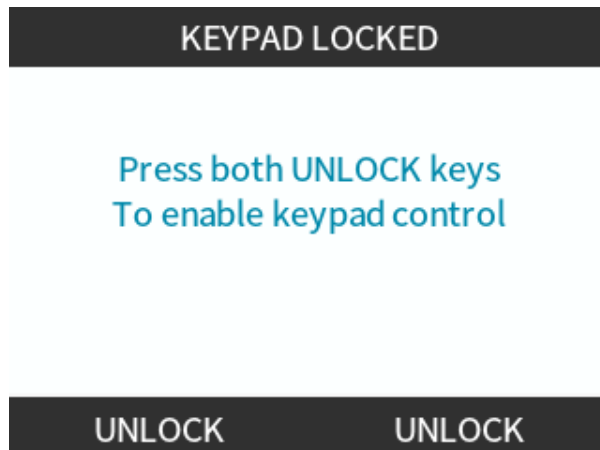 KEYPAD LOCKED
Press both UNLOCK keys
To enable keypad control
UNLOCK UNLOCK